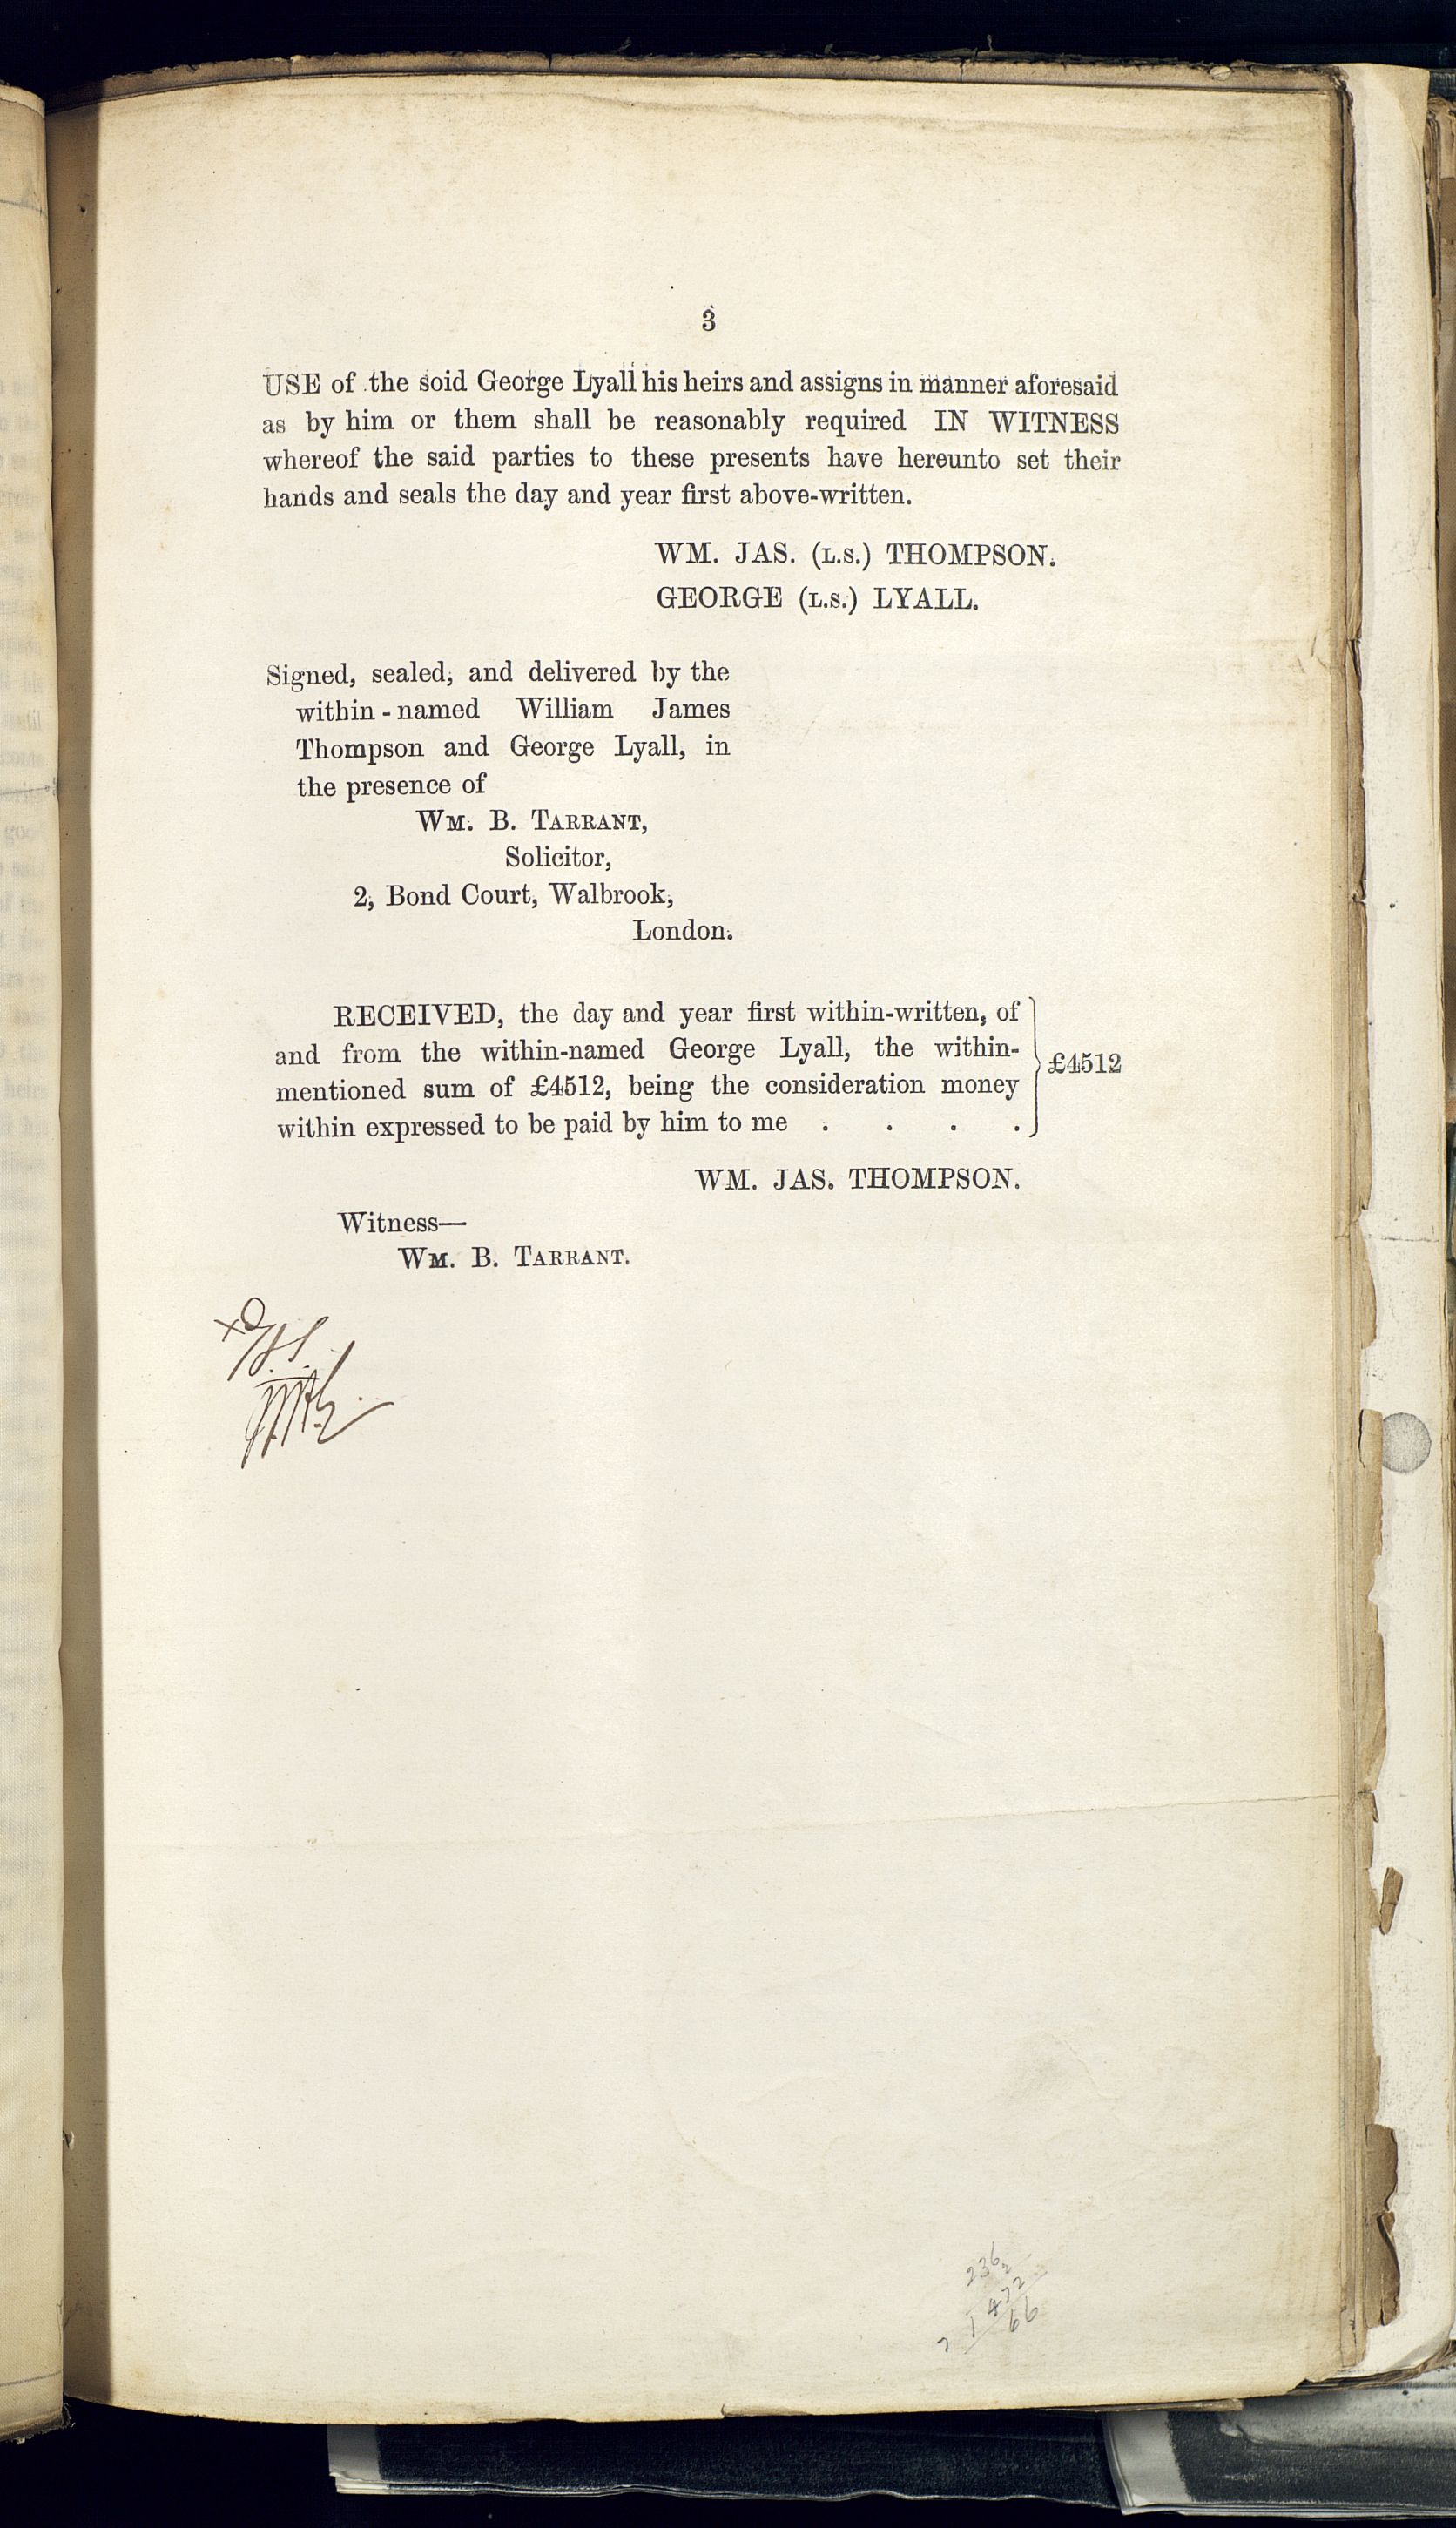 3
USE of the soid George Lyall his heirs and assigns in manner aforesaid
as by him or them shall be reasonably required IN WITNESS
whereof the said parties to these presents have hereunto set their
hands and seals the day and year first above-written.
WM. JAS. (L.S.) THOMPSON.
GEORGE (L.S.) LYALL.
Signed, sealed, and delivered by the
within-named William James
Thompson and George Lyall, in
the presence of
WM. B. TARRANT,
Solicitor,
2, Bond Court, Walbrook,
London.
RECEIVED, the day and year first within-written, of
and from the within-named George Lyall, the within-
mentioned sum of £4512, being the consideration money
within expressed to be paid by him to me . . . .
£4512
WM. JAS. THOMPSON.
Witness—
WM. B. TARRANT.
236
472
66